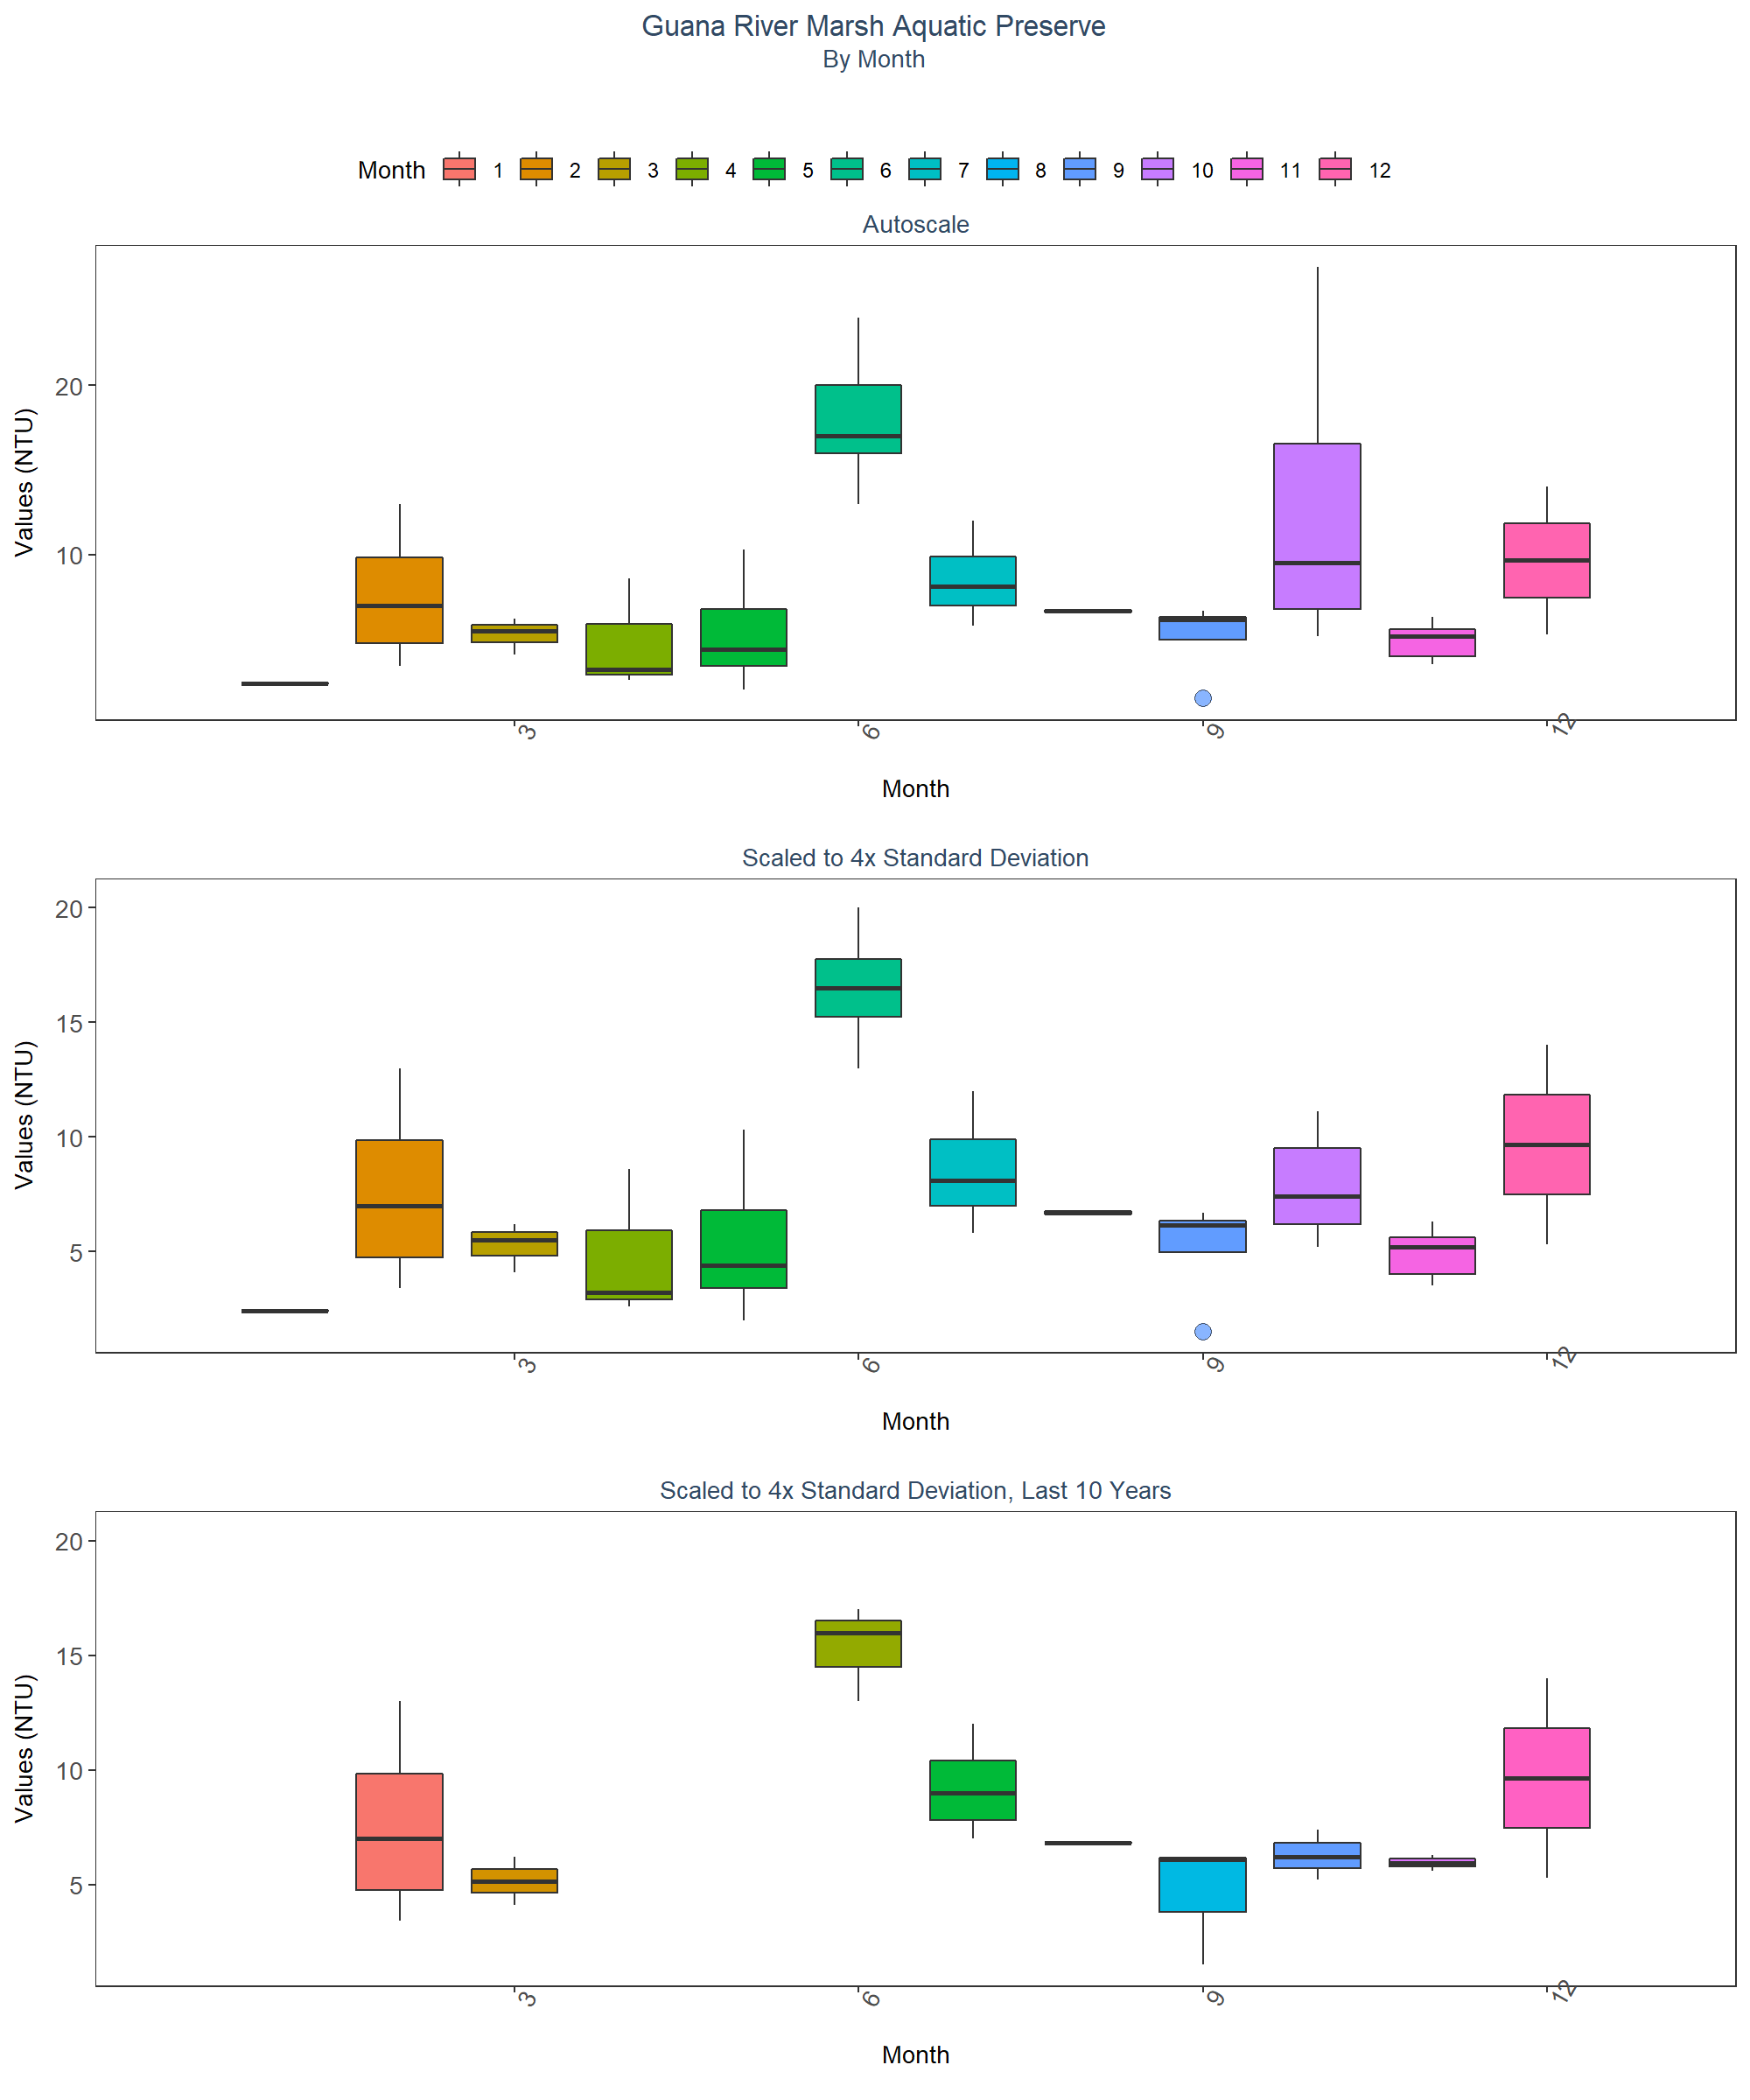 Guana River Marsh Aquatic Preserve
By Month
Month 1 2 3 4 5 6 7 8 9 10 11 12
Autoscale
Values (NTU)
20
10
3 6 9 12
Month
Scaled to 4x Standard Deviation
Values (NTU)
20
15
10
5
3 6 9 12
Month
Scaled to 4x Standard Deviation, Last 10 Years
Values (NTU)
20
15
10
5
3 6 9 12
Month